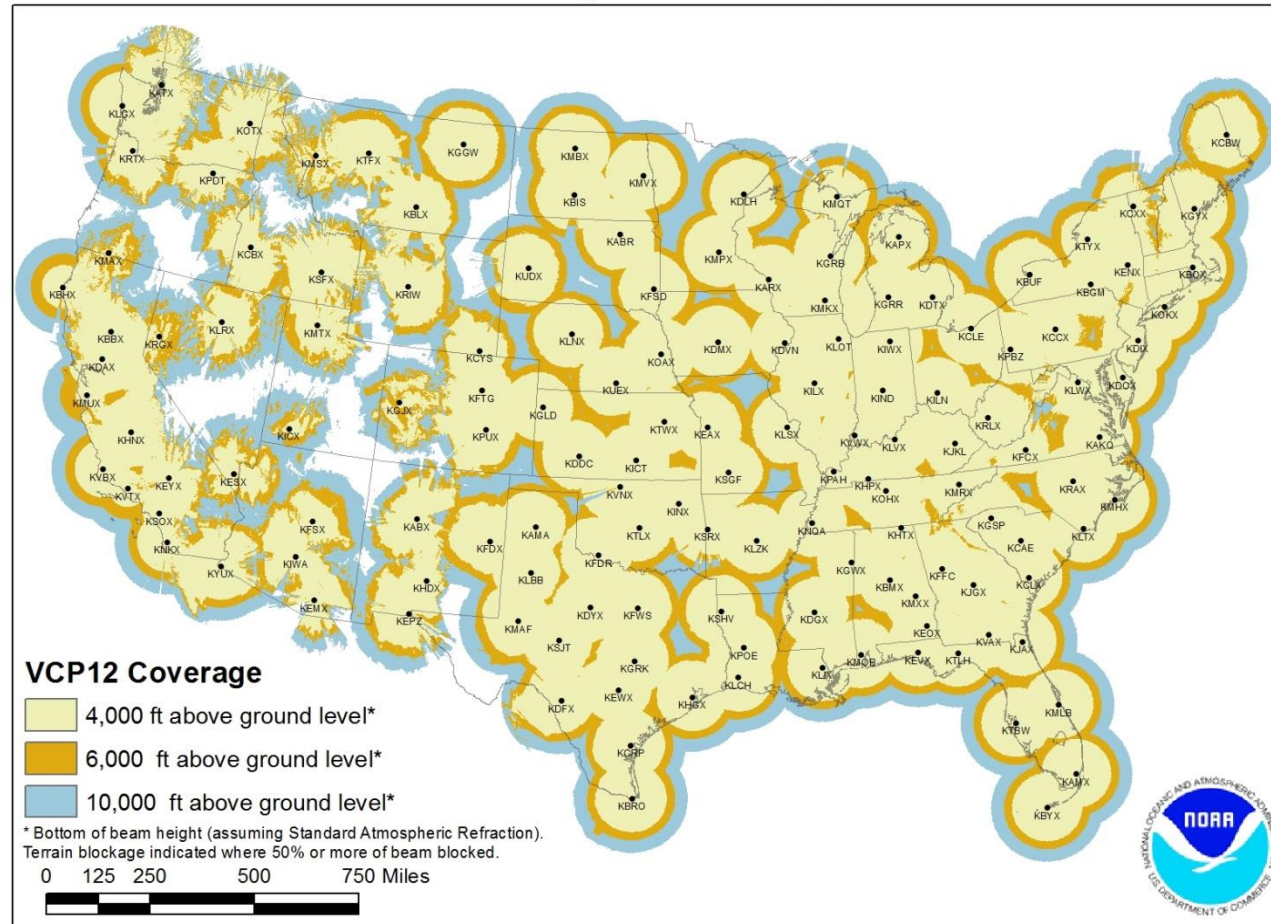 KATX
KLGX
KOTX
KRTX
KPDT
KMSX
KTFX
KGGW
KMBX
KMVX
KBIS
KDLH
KMQT
KCBW
KBLX
KABR
KAPX
KCXX
KGYX
KMAX
KCBX
KUDX
KMPX
KGRB
KTYX
KSFX
KRIW
KFSD
KARX
KBUF
KENX
KBOX
KBHX
KMKX
KGRR
KDTX
KBGM
KBBX
KRGX
KLRX
KMTX
KLNX
KCLE
KOKX
KDAX
KCYS
KOAX
KDMX
KDVN
KLOT
KIWX
KPBZ
KCCX
KDIX
KMUX
KGJX
KFTG
KUEX
KILX
KIND
KILN
KLWX
KDOX
KHNX
KICX
KPUX
KGLD
KTWX
KEAX
KLSX
KVWX
KLVX
KJKL
KRLX
KAKQ
KVBX
KVTX
KEYX
KESX
KDDC
KICT
KSGF
KPAH
KHPX
KOHX
KMRX
KFCX
KSOX
KFSX
KABX
KVNX
KINX
KRAX
KMHX
KNKX
KYUX
KIWA
KFDX
KAMA
KTLX
KSRX
KLZK
KNQA
KHTX
KGSP
KLTX
KEMX
KHDX
KLBB
KFDR
KGWX
KBMX
KFFC
KCAE
KEPZ
KMAF
KDYX
KFWS
KSHV
KDGX
KMXX
KJGX
KCLX
KSJT
KGRK
KPOE
KEOX
KVAX
KJAX
KDFX
KEWX
KHGX
KLCH
KLIX
KMOB
KEVX
KTLH
KCRP
KBRO
KTBW
KMLB
KAMX
KBYX
VCP12 Coverage
4,000 ft above ground level*
6,000 ft above ground level*
10,000 ft above ground level*
* Bottom of beam height (assuming Standard Atmospheric Refraction).
Terrain blockage indicated where 50% or more of beam blocked.
0 125 250 500 750 Miles
NATIONAL OCEANIC AND ATMOSPHERIC
NOAA
U.S. DEPARTMENT OF COMMERCE